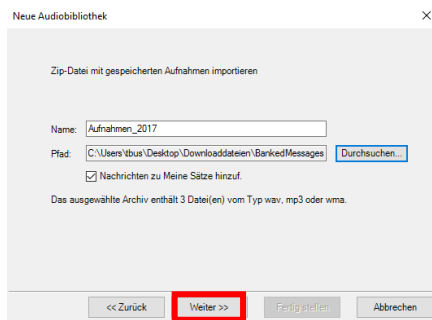 Neue Audiobibliothek
Zip-Datei mit gespeicherten Aufnahmen importieren
Name: Aufnahmen_2017
Pfad: C:\Users\tbus\Desktop\Downloaddateien\BankedMessages Durchsuchen...
Nachrichten zu Meine Sätze hinzuf.
Das ausgewählte Archiv enthält 3 Datei(en) vom Typ wav, mp3 oder wma.
<< Zurück Weiter >> Fertig stellen Abbrechen